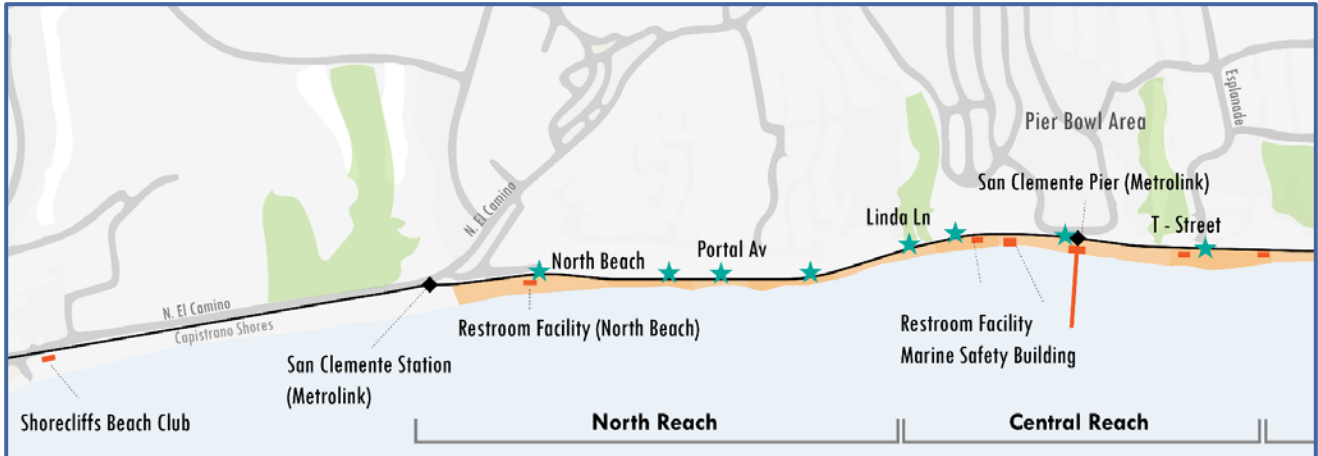 Esplanade
Pier Bowl Area
San Clemente Pier (Metrolink)
N. El Camino
Linda Ln
T - Street
North Beach
Portal Av
N. El Camino
Capistrano Shores
Restroom Facility (North Beach)
Restroom Facility
Marine Safety Building
San Clemente Station
(Metrolink)
Shorecliffs Beach Club
North Reach
Central Reach